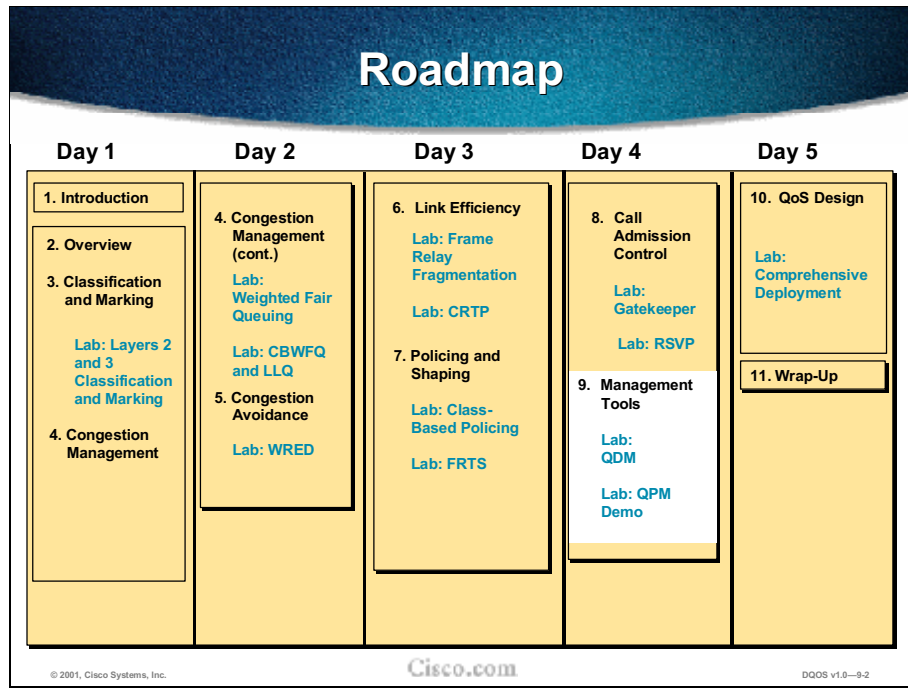 Roadmap
Day 1
Day 2
Day 3
Day 4
Day 5
1. Introduction
2. Overview
3. Classification
and Marking
Lab: Layers 2
and 3
Classification
and Marking
4. Congestion
Management
4. Congestion
Management
(cont.)
Lab:
Weighted Fair
Queuing
Lab: CBWFQ
and LLQ
5. Congestion
Avoidance
Lab: WRED
6. Link Efficiency
Lab: Frame
Relay
Fragmentation
Lab: CRTP
7. Policing and
Shaping
Lab: Class-
Based Policing
Lab: FRTS
8. Call
Admission
Control
Lab:
Gatekeeper
Lab: RSVP
9. Management
Tools
Lab:
QDM
Lab: QPM
Demo
10. QoS Design
Lab:
Comprehensive
Deployment
11. Wrap-Up
© 2001, Cisco Systems, Inc.
Cisco.com
DQOS v1.0—9-2